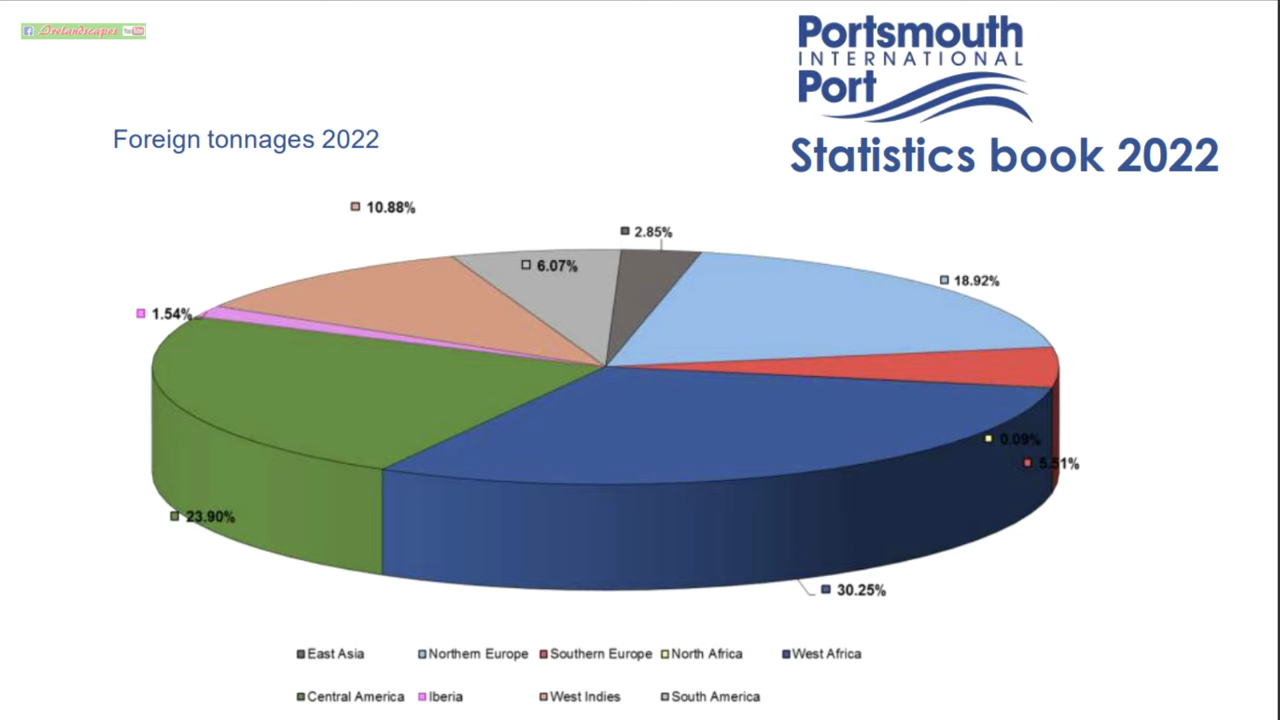 Ireelandscapes YouTube
Portsmouth
INTERNATIONAL
Port
Foreign tonnages 2022
Statistics book 2022
10.88%
2.85%
6.07%
18.92%
1.54%
0.09%
5.51%
23.90%
30.25%
East Asia Northern Europe Southern Europe North Africa West Africa
Central America Iberia West Indies South America